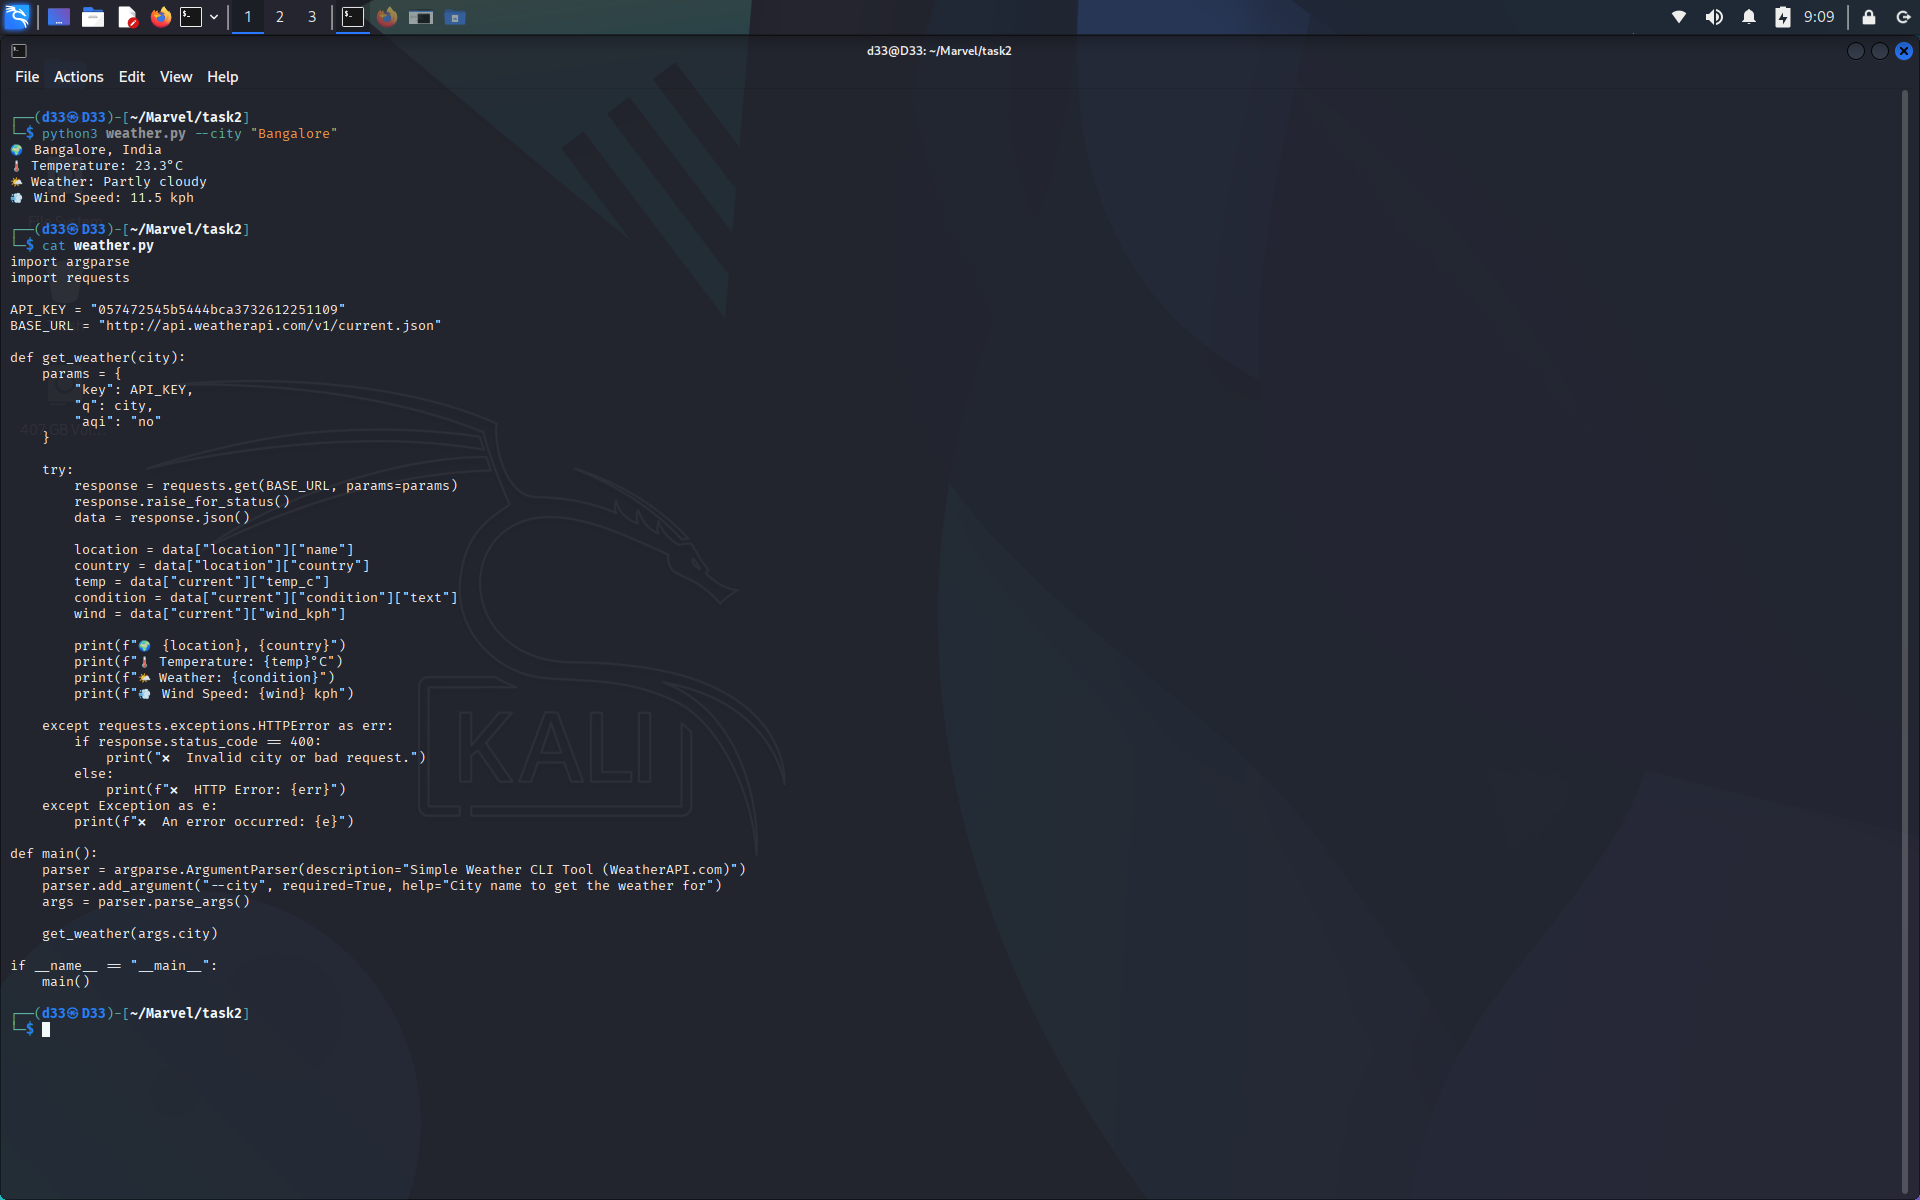 1 2 3 9:09
d33@D33: ~/Marvel/task2
File Actions Edit View Help
┌──(d33㉿D33)-[~/Marvel/task2]
└─$ python3 weather.py --city "Bangalore"
🌍 Bangalore, India
🌡️ Temperature: 23.3°C
🌤️ Weather: Partly cloudy
💨 Wind Speed: 11.5 kph
┌──(d33㉿D33)-[~/Marvel/task2]
└─$ cat weather.py
import argparse
import requests
API_KEY = "057472545b5444bca3732612251109"
BASE_URL = "http://api.weatherapi.com/v1/current.json"
def get_weather(city):
    params = {
        "key": API_KEY,
        "q": city,
        "aqi": "no"
    }
    try:
        response = requests.get(BASE_URL, params=params)
        response.raise_for_status()
        data = response.json()
        location = data["location"]["name"]
        country = data["location"]["country"]
        temp = data["current"]["temp_c"]
        condition = data["current"]["condition"]["text"]
        wind = data["current"]["wind_kph"]
        print(f"🌍 {location}, {country}")
        print(f"🌡️ Temperature: {temp}°C")
        print(f"🌤️ Weather: {condition}")
        print(f"💨 Wind Speed: {wind} kph")
    except requests.exceptions.HTTPError as err:
        if response.status_code == 400:
            print("❌ Invalid city or bad request.")
        else:
            print(f"❌ HTTP Error: {err}")
    except Exception as e:
        print(f"❌ An error occurred: {e}")
def main():
    parser = argparse.ArgumentParser(description="Simple Weather CLI Tool (WeatherAPI.com)")
    parser.add_argument("--city", required=True, help="City name to get the weather for")
    args = parser.parse_args()
    get_weather(args.city)
if __name__ == "__main__":
    main()
┌──(d33㉿D33)-[~/Marvel/task2]
└─$
KALI